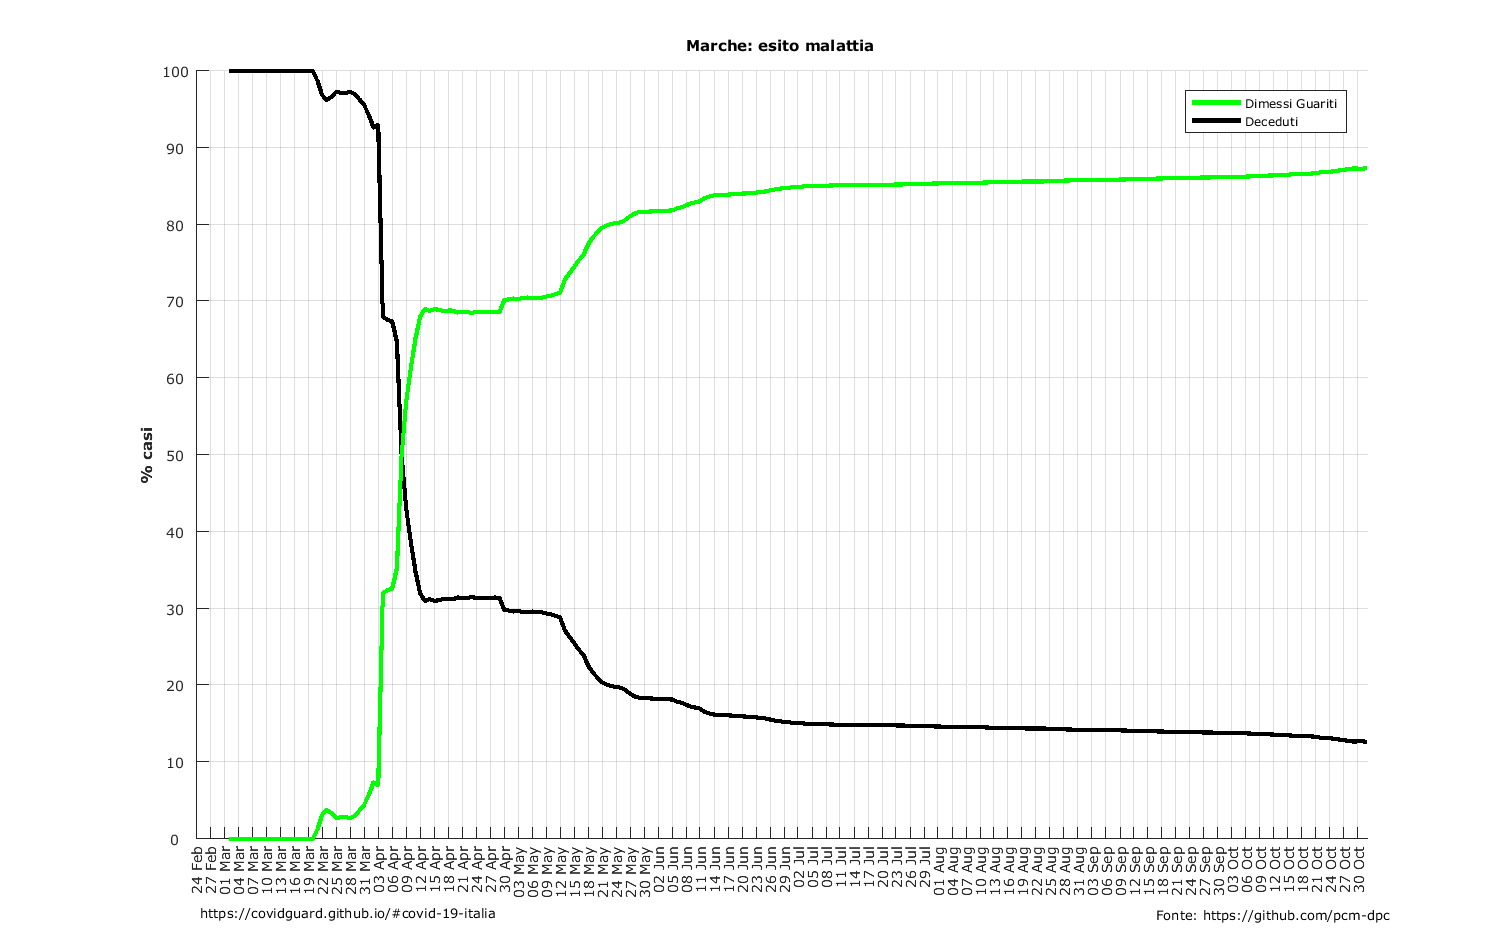 Marche: esito malattia
Dimessi Guariti
Deceduti
% casi
100
90
80
70
60
50
40
30
20
10
0
24 Feb
27 Feb
01 Mar
04 Mar
07 Mar
10 Mar
13 Mar
16 Mar
19 Mar
22 Mar
25 Mar
28 Mar
31 Mar
03 Apr
06 Apr
09 Apr
12 Apr
15 Apr
18 Apr
21 Apr
24 Apr
27 Apr
30 Apr
03 May
06 May
09 May
12 May
15 May
18 May
21 May
24 May
27 May
30 May
02 Jun
05 Jun
08 Jun
11 Jun
14 Jun
17 Jun
20 Jun
23 Jun
26 Jun
29 Jun
02 Jul
05 Jul
08 Jul
11 Jul
14 Jul
17 Jul
20 Jul
23 Jul
26 Jul
29 Jul
01 Aug
04 Aug
07 Aug
10 Aug
13 Aug
16 Aug
19 Aug
22 Aug
25 Aug
28 Aug
31 Aug
03 Sep
06 Sep
09 Sep
12 Sep
15 Sep
18 Sep
21 Sep
24 Sep
27 Sep
30 Sep
03 Oct
06 Oct
09 Oct
12 Oct
15 Oct
18 Oct
21 Oct
24 Oct
27 Oct
30 Oct
https://covidguard.github.io/#covid-19-italia
Fonte: https://github.com/pcm-dpc